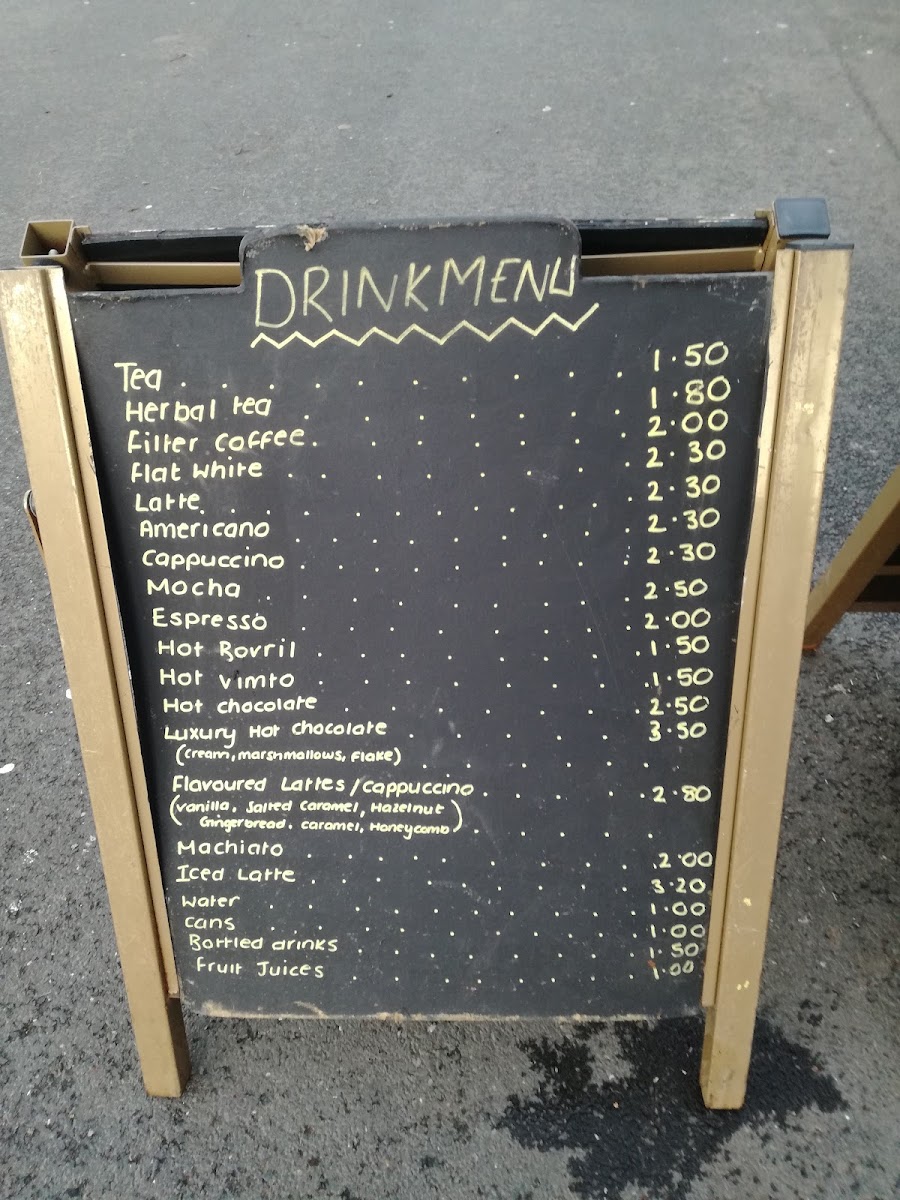 DRINKMENU
Tea . . . . . . . . . . 1.50
Herbal tea . . . . . . . 1.80
Filter coffee . . . . . . . 2.00
Flat White . . . . . . . 2.30
Latte . . . . . . . . . 2.30
Americano . . . . . . . . 2.30
Cappuccino . . . . . . . . 2.30
Mocha . . . . . . . . 2.50
Espresso . . . . . . . . 2.00
Hot Bovril . . . . . . . . 1.50
Hot Vimto . . . . . . . . 1.50
Hot chocolate . . . . . . . 2.50
Luxury Hot Chocolate . . . . . . 3.50
(Cream, marshmallows, Flake) . . . . . .
Flavoured Lattes/cappuccino . . . . . 2.80
(Vanilla, Salted Caramel, Hazelnut
Gingerbread, caramel, Honeycomb) . . . . .
Machiato . . . . . . . . . 2.00
Iced Latte . . . . . . . . . 3.20
Water . . . . . . . . . . 1.00
Cans . . . . . . . . . . 1.00
Bottled drinks . . . . . . . . 1.50
Fruit Juices . . . . . . . . 1.00